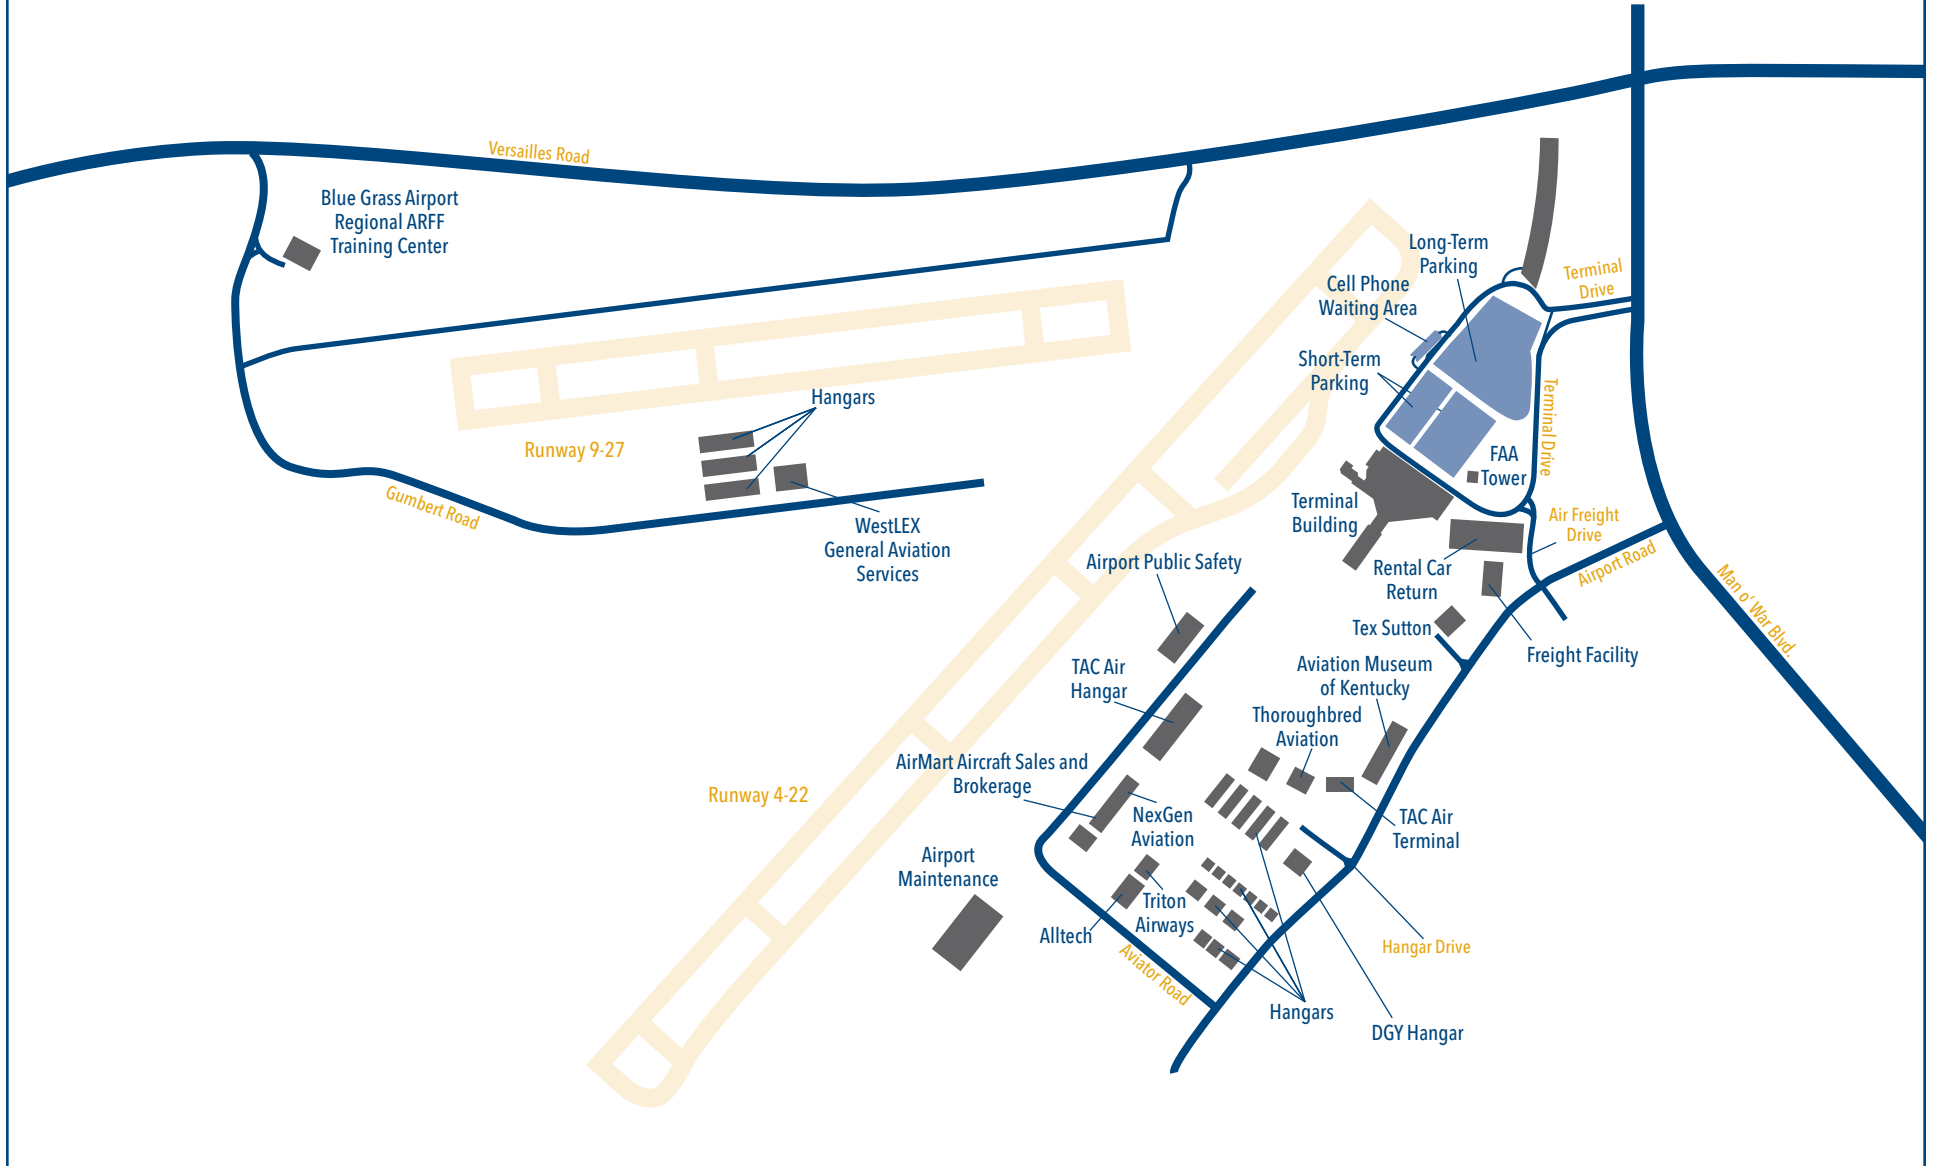 Versailles Road
Blue Grass Airport
Regional ARFF
Training Center
Long-Term
Parking
Cell Phone
Waiting Area
Terminal
Drive
Short-Term
Parking
Terminal Drive
Hangars
Runway 9-27
FAA
Tower
Gumbert Road
Terminal
Building
WestLEX
General Aviation
Services
Air Freight
Drive
Airport Road
Airport Public Safety
Rental Car
Return
Man o' War Blvd.
Tex Sutton
Freight Facility
TAC Air
Hangar
Aviation Museum
of Kentucky
Thoroughbred
Aviation
AirMart Aircraft Sales and
Brokerage
Runway 4-22
NexGen
Aviation
TAC Air
Terminal
Airport
Maintenance
Triton
Airways
Alltech
Hangar Drive
Aviator Road
Hangars
DGY Hangar